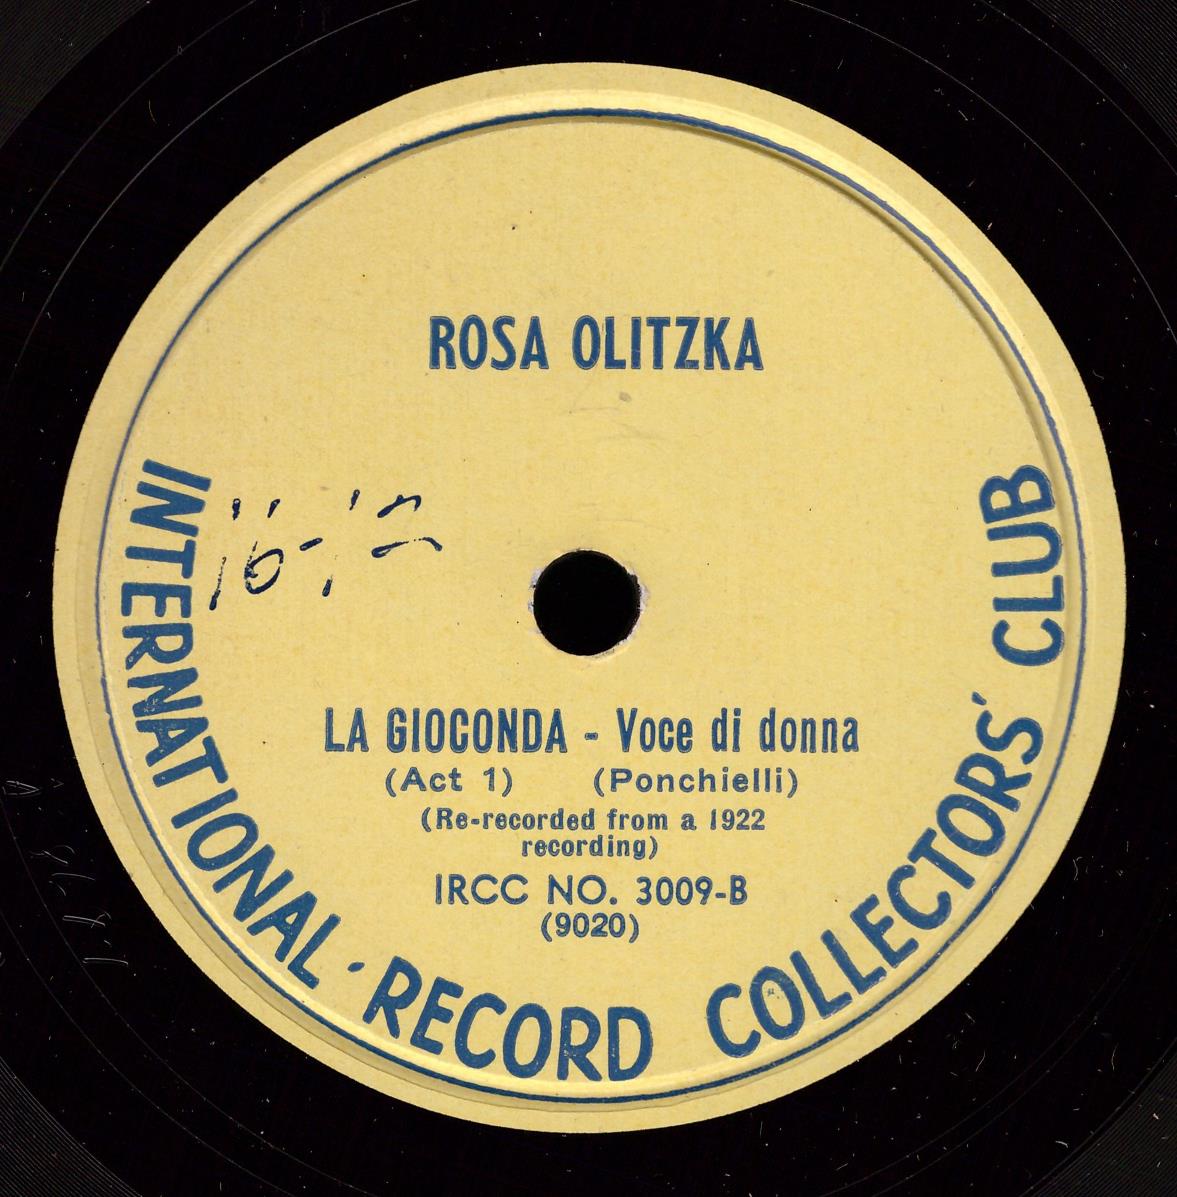 ROSA OLITZKA
LA GIOCONDA - Voce di donna
(Act 1) (Ponchielli)
(Re-recorded from a 1922
recording)
IRCC NO. 3009-B
(9020)
INTERNATIONAL · RECORD COLLECTORS' CLUB